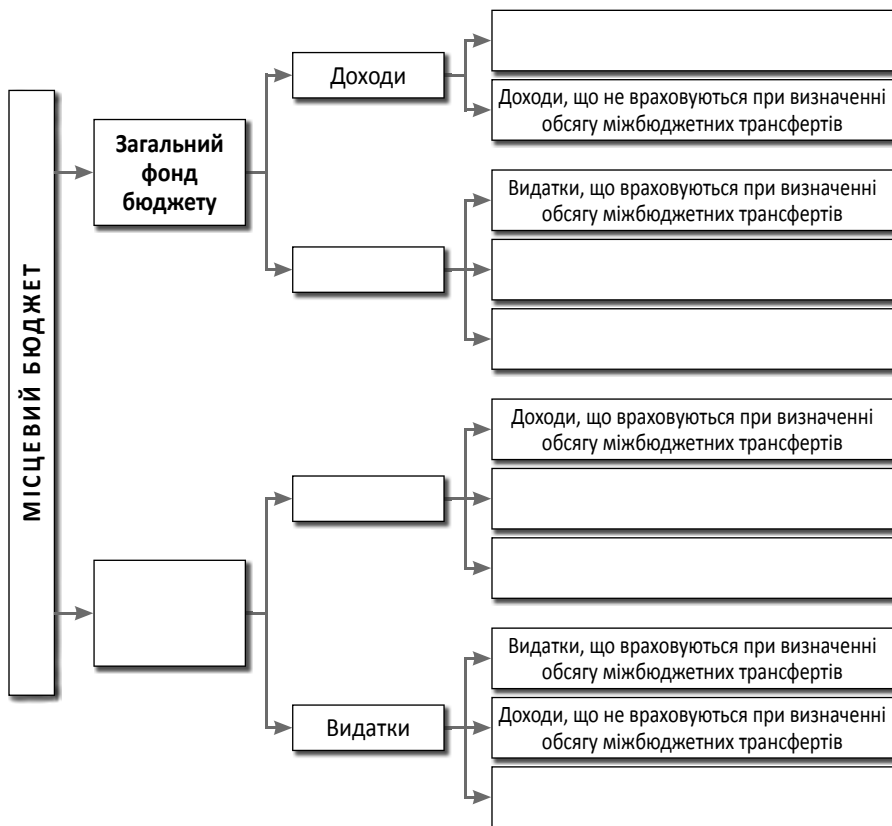 МІСЦЕВИЙ БЮДЖЕТ
Загальний
фонд
бюджету
Доходи
Доходи, що не враховуються при визначенні
обсягу міжбюджетних трансфертів
Видатки, що враховуються при визначенні
обсягу міжбюджетних трансфертів
Доходи, що враховуються при визначенні
обсягу міжбюджетних трансфертів
Видатки
Видатки, що враховуються при визначенні
обсягу міжбюджетних трансфертів
Доходи, що не враховуються при визначенні
обсягу міжбюджетних трансфертів